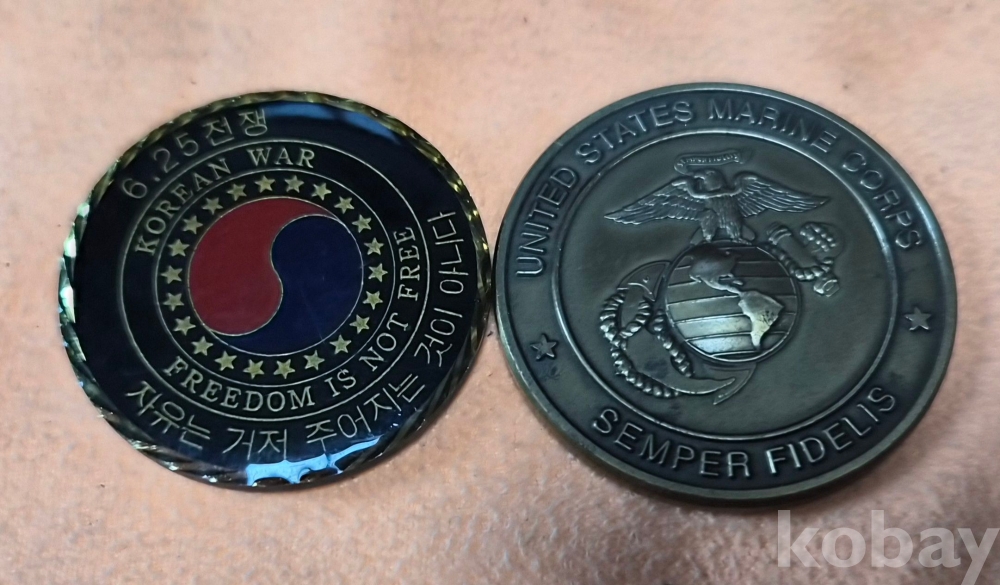 6.25전쟁
KOREAN WAR
FREEDOM IS NOT FREE
자유는 거저 주어지는 것이 아니다
UNITED STATES MARINE CORPS
SEMPER FIDELIS
kobay